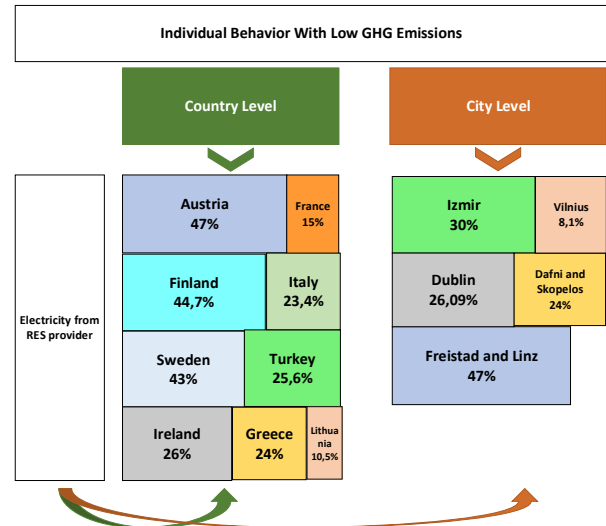 Individual Behavior With Low GHG Emissions
Country Level
City Level
Electricity from
RES provider
Austria
47%
France
15%
Finland
44,7%
Italy
23,4%
Sweden
43%
Turkey
25,6%
Ireland
26%
Greece
24%
Lithua
nia
10,5%
Izmir
30%
Vilnius
8,1%
Dublin
26,09%
Dafni and
Skopelos
24%
Freistad and Linz
47%